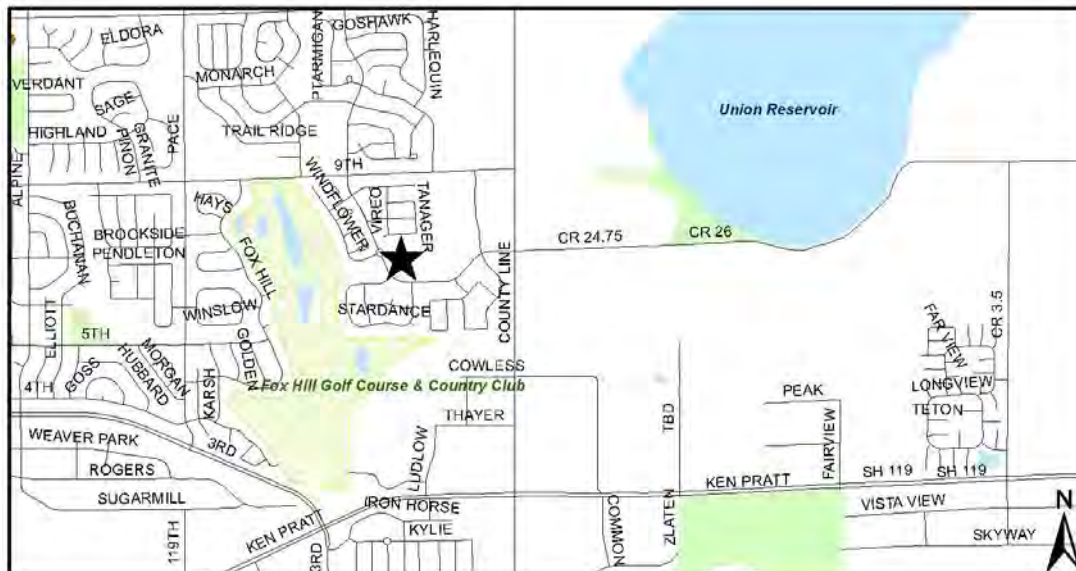 ELDORA
GOSHAWK
PTARMIGAN
HARLEQUIN
VERDANT
MONARCH
SAGE
HIGHLAND
PINON
GRANITE
PACE
TRAIL RIDGE
Union Reservoir
ALPINE
9TH
WINDFLOWER
VIREO
TANAGER
HAYS
BUCHANAN
BROOKSIDE
PENDLETON
FOX HILL
CR 24.75
CR 26
WINSLOW
STARDANCE
COUNTY LINE
ELLIOTT
5TH
GOLDEN
FAR VIEW
CR 3.5
4TH
GOSS
HUBBARD
MORGAN
KARSH
COWLESS
Fox Hill Golf Course & Country Club
PEAK
LONGVIEW
THAYER
TBD
TETON
WEAVER PARK
3RD
LUDLOW
FAIRVIEW
ROGERS
KEN PRATT
SH 119
SH 119
SUGARMILL
IRON HORSE
VISTA VIEW
N
119TH
KEN PRATT
3RD
KYLIE
COMMON
ZLATEN
SKYWAY